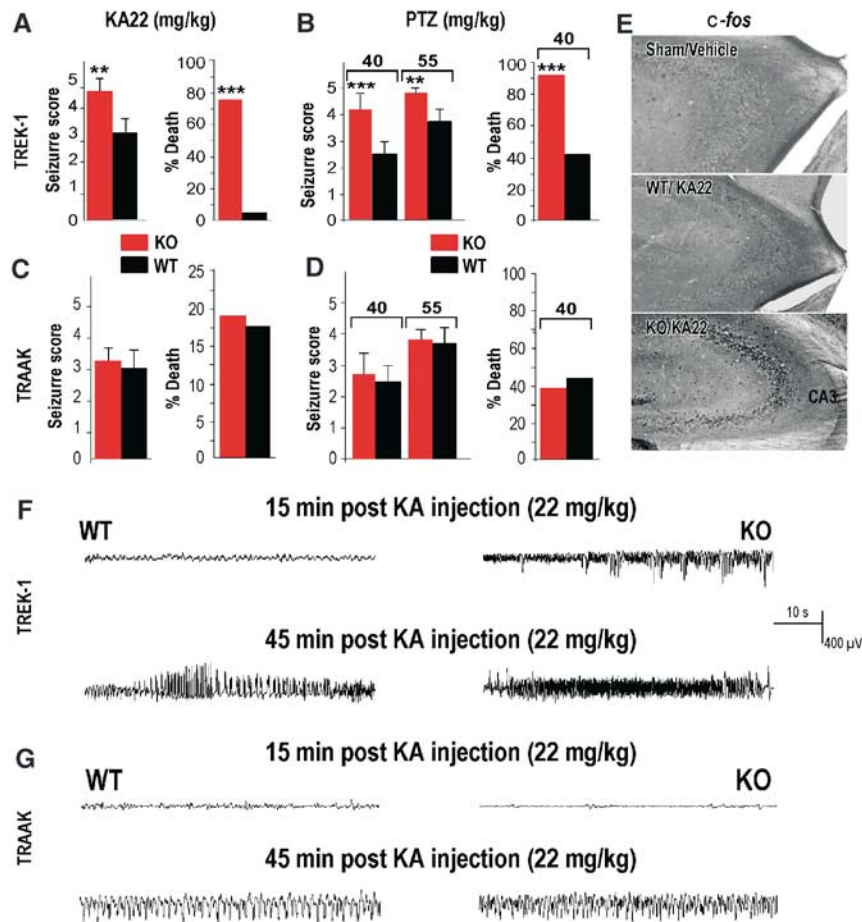 A
KA22 (mg/kg)
B
PTZ (mg/kg)
E
c-fos
TREK-1
Seizurre score
5
4
3
2
1
0
**
% Death
100
80
60
40
20
0
***
Seizurre score
5
4
3
2
1
0
40
55
***
**
% Death
100
80
60
40
20
0
40
***
Sham/Vehicle
WT/ KA22
KO/KA22
CA3
KO
WT
KO
WT
C
D
TRAAK
Seizurre score
5
4
3
2
1
0
% Death
25
20
15
10
5
0
Seizurre score
5
4
3
2
1
0
40
55
% Death
100
80
60
40
20
0
40
F
15 min post KA injection (22 mg/kg)
WT
KO
TREK-1
10 s
400 µV
45 min post KA injection (22 mg/kg)
G
15 min post KA injection (22 mg/kg)
WT
KO
TRAAK
45 min post KA injection (22 mg/kg)